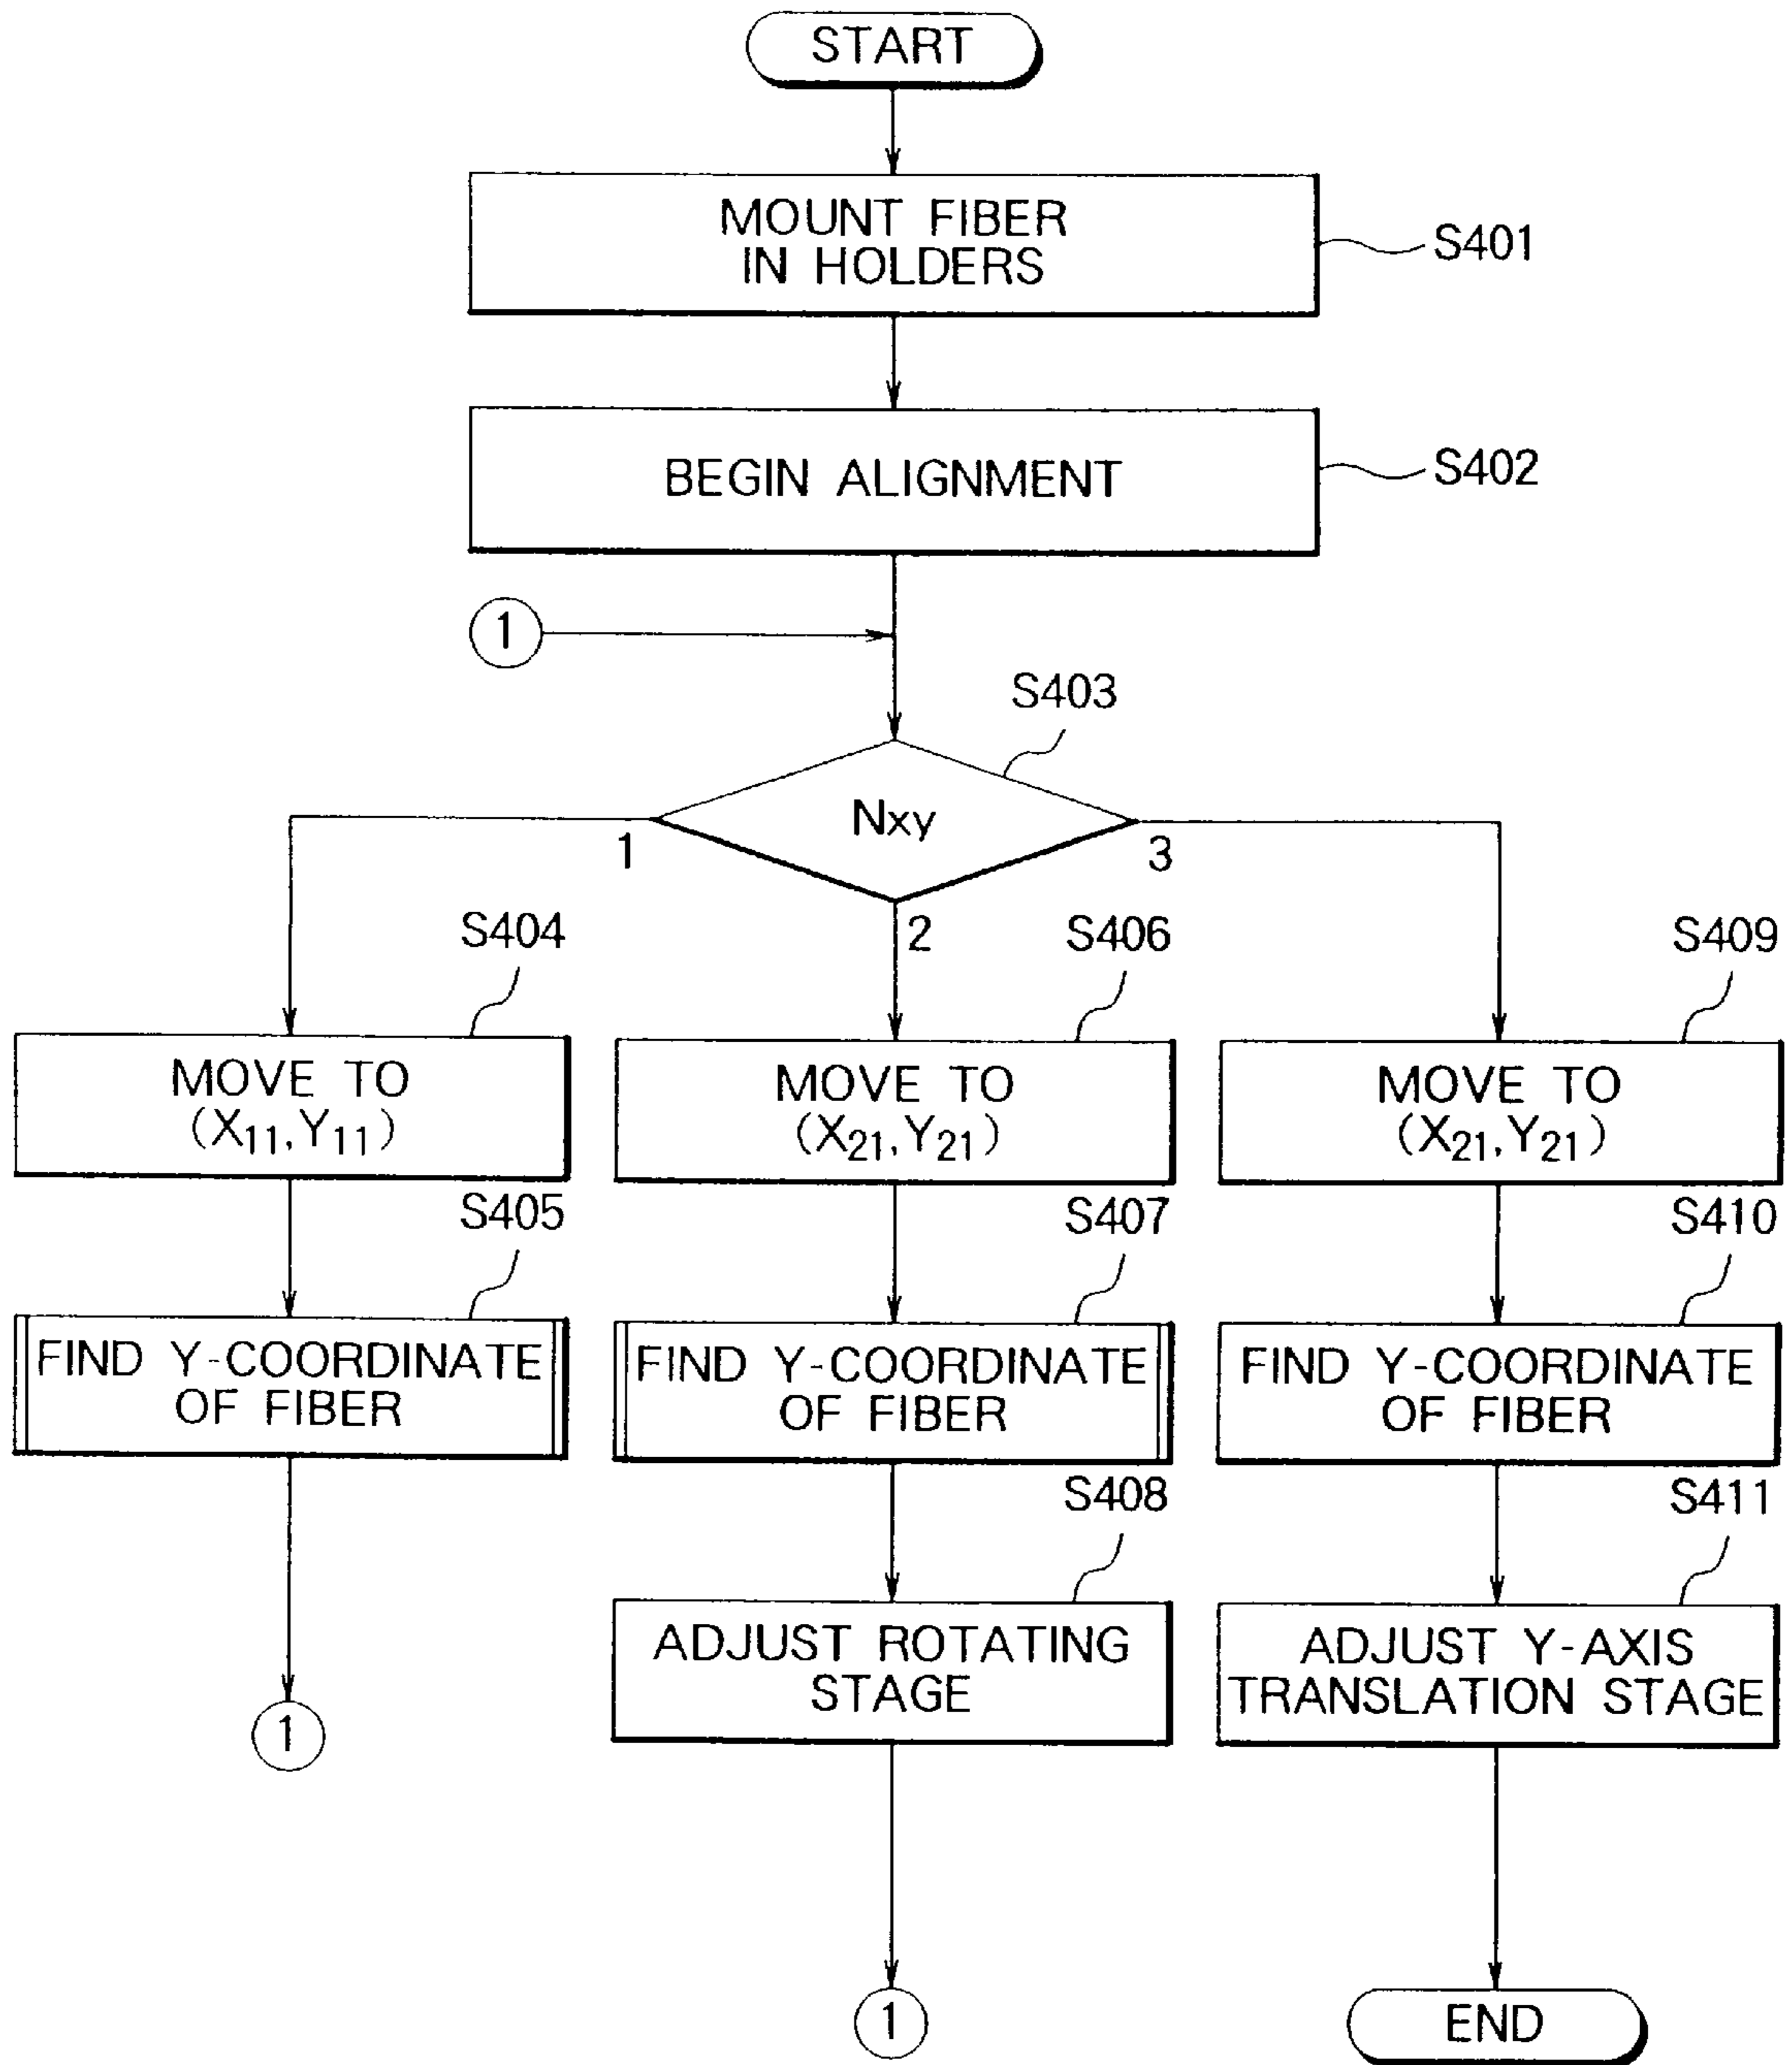 START
MOUNT FIBER
IN HOLDERS
S401
BEGIN ALIGNMENT
S402
1
S403
Nxy
1
2
3
S404
S406
S409
MOVE TO
(X11,Y11)
MOVE TO
(X21,Y21)
MOVE TO
(X21,Y21)
S405
S407
S410
FIND Y-COORDINATE
OF FIBER
FIND Y-COORDINATE
OF FIBER
FIND Y-COORDINATE
OF FIBER
S408
S411
ADJUST ROTATING
STAGE
ADJUST Y-AXIS
TRANSLATION STAGE
1
1
END